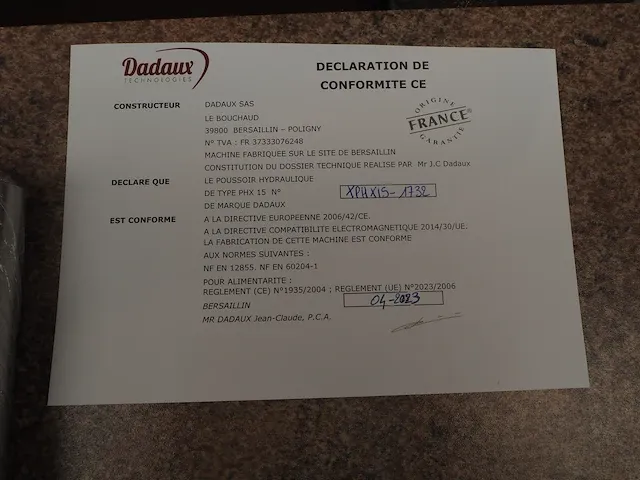 Dadaux
TECHNOLOGIES
DECLARATION DE
CONFORMITE CE
ORIGINE
FRANCE
GARANTIE
CONSTRUCTEUR DADAUX SAS
LE BOUCHAUD
39800 BERSAILLIN – POLIGNY
N° TVA : FR 37333076248
MACHINE FABRIQUEE SUR LE SITE DE BERSAILLIN
CONSTITUTION DU DOSSIER TECHNIQUE REALISE PAR Mr J.C Dadaux
DECLARE QUE LE POUSSOIR HYDRAULIQUE
DE TYPE PHX 15 N° XPHX15-1732
DE MARQUE DADAUX
EST CONFORME A LA DIRECTIVE EUROPEENNE 2006/42/CE.
A LA DIRECTIVE COMPATIBILITE ELECTROMAGNETIQUE 2014/30/UE.
LA FABRICATION DE CETTE MACHINE EST CONFORME
AUX NORMES SUIVANTES :
NF EN 12855. NF EN 60204-1
POUR ALIMENTARITE :
REGLEMENT (CE) N°1935/2004 ; REGLEMENT (UE) N°2023/2006
BERSAILLIN 04-2023
MR DADAUX Jean-Claude, P.C.A.